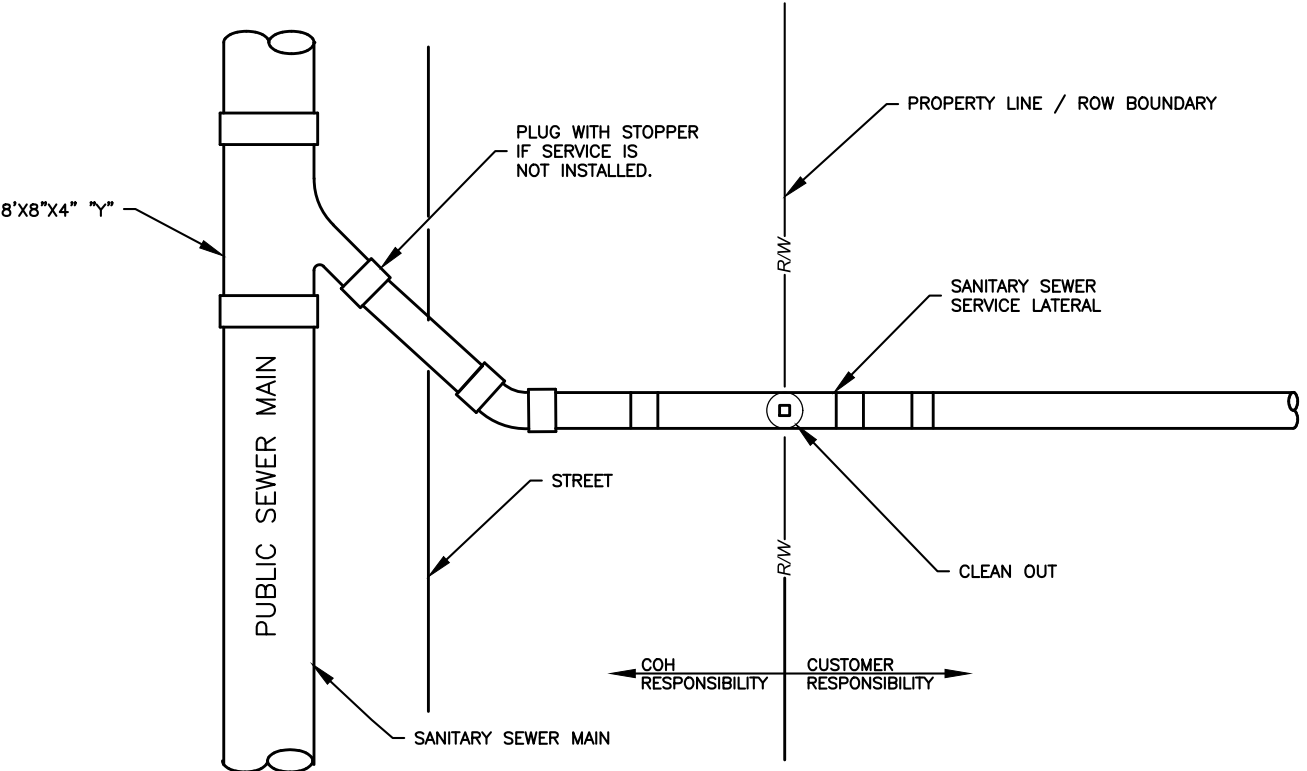 PROPERTY LINE / ROW BOUNDARY
PLUG WITH STOPPER
IF SERVICE IS
NOT INSTALLED.
8'X8"X4" "Y"
R/W
SANITARY SEWER
SERVICE LATERAL
PUBLIC SEWER MAIN
STREET
R/W
CLEAN OUT
COH
RESPONSIBILITY
CUSTOMER
RESPONSIBILITY
SANITARY SEWER MAIN